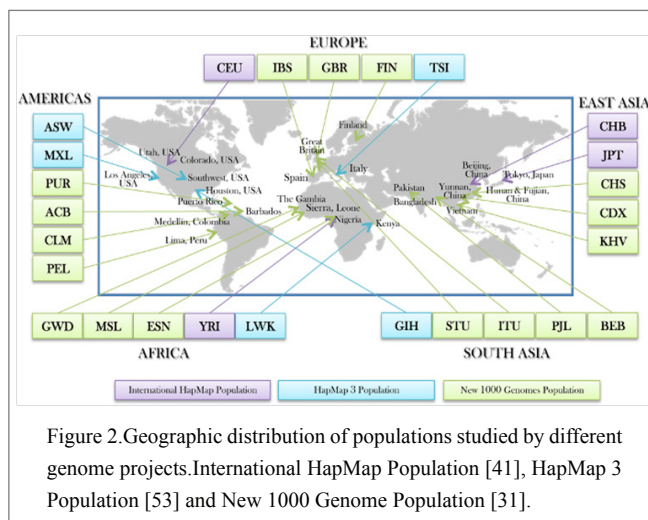 EUROPE
CEU IBS GBR FIN TSI
AMERICAS
EAST ASIA
ASW
MXL
PUR
ACB
CLM
PEL
CHB
JPT
CHS
CDX
KHV
Finland
Great
Britain
Utah, USA
Colorado, USA
Los Angeles
USA
Southwest, USA
Houston, USA
Spain
Italy
Beijing,
China
Tokyo, Japan
Pakistan
Yunnan,
China
Hunan & Fujian,
China
Bangladesh
Vietnam
Puerto Rico
Barbados
The Gambia
Sierra, Leone
Nigeria
Kenya
Medellín, Colombia
Lima, Peru
GWD MSL ESN YRI LWK
GIH STU ITU PJL BEB
AFRICA
SOUTH ASIA
International HapMap Population
HapMap 3 Population
New 1000 Genomes Population
Figure 2.Geographic distribution of populations studied by different
genome projects.International HapMap Population [41], HapMap 3
Population [53] and New 1000 Genome Population [31].